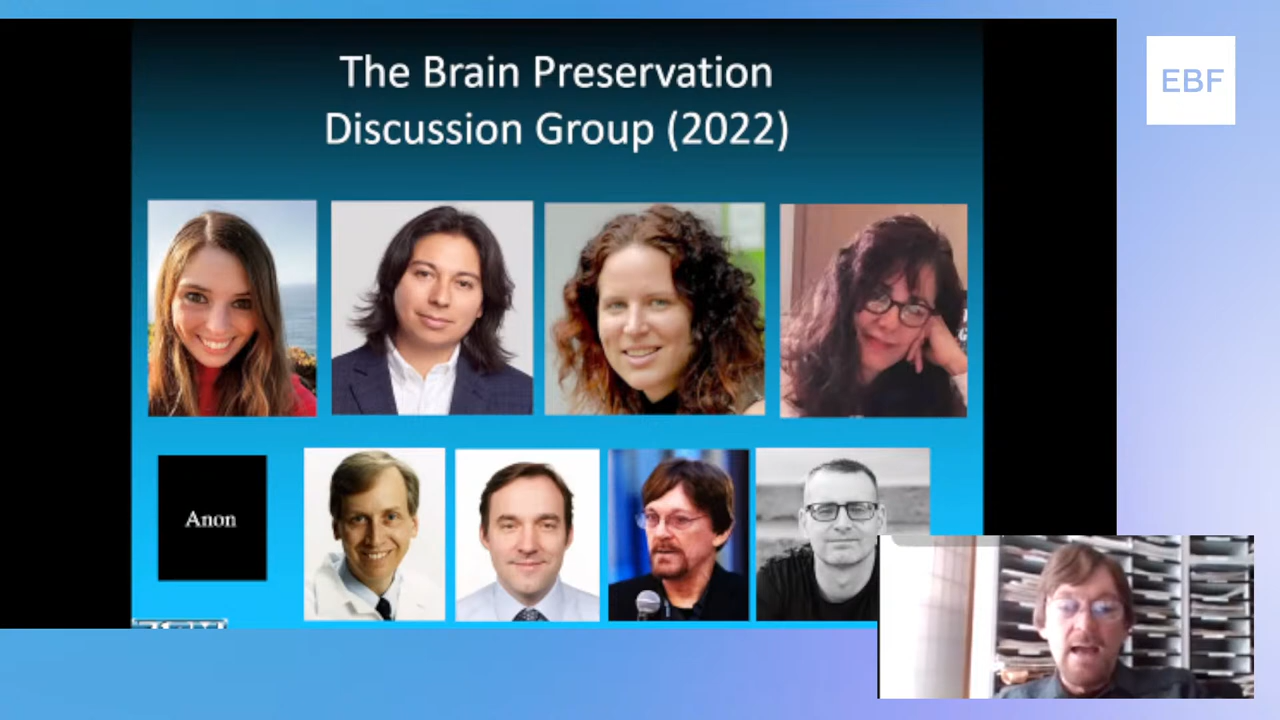 The Brain Preservation
Discussion Group (2022)
EBF
Anon